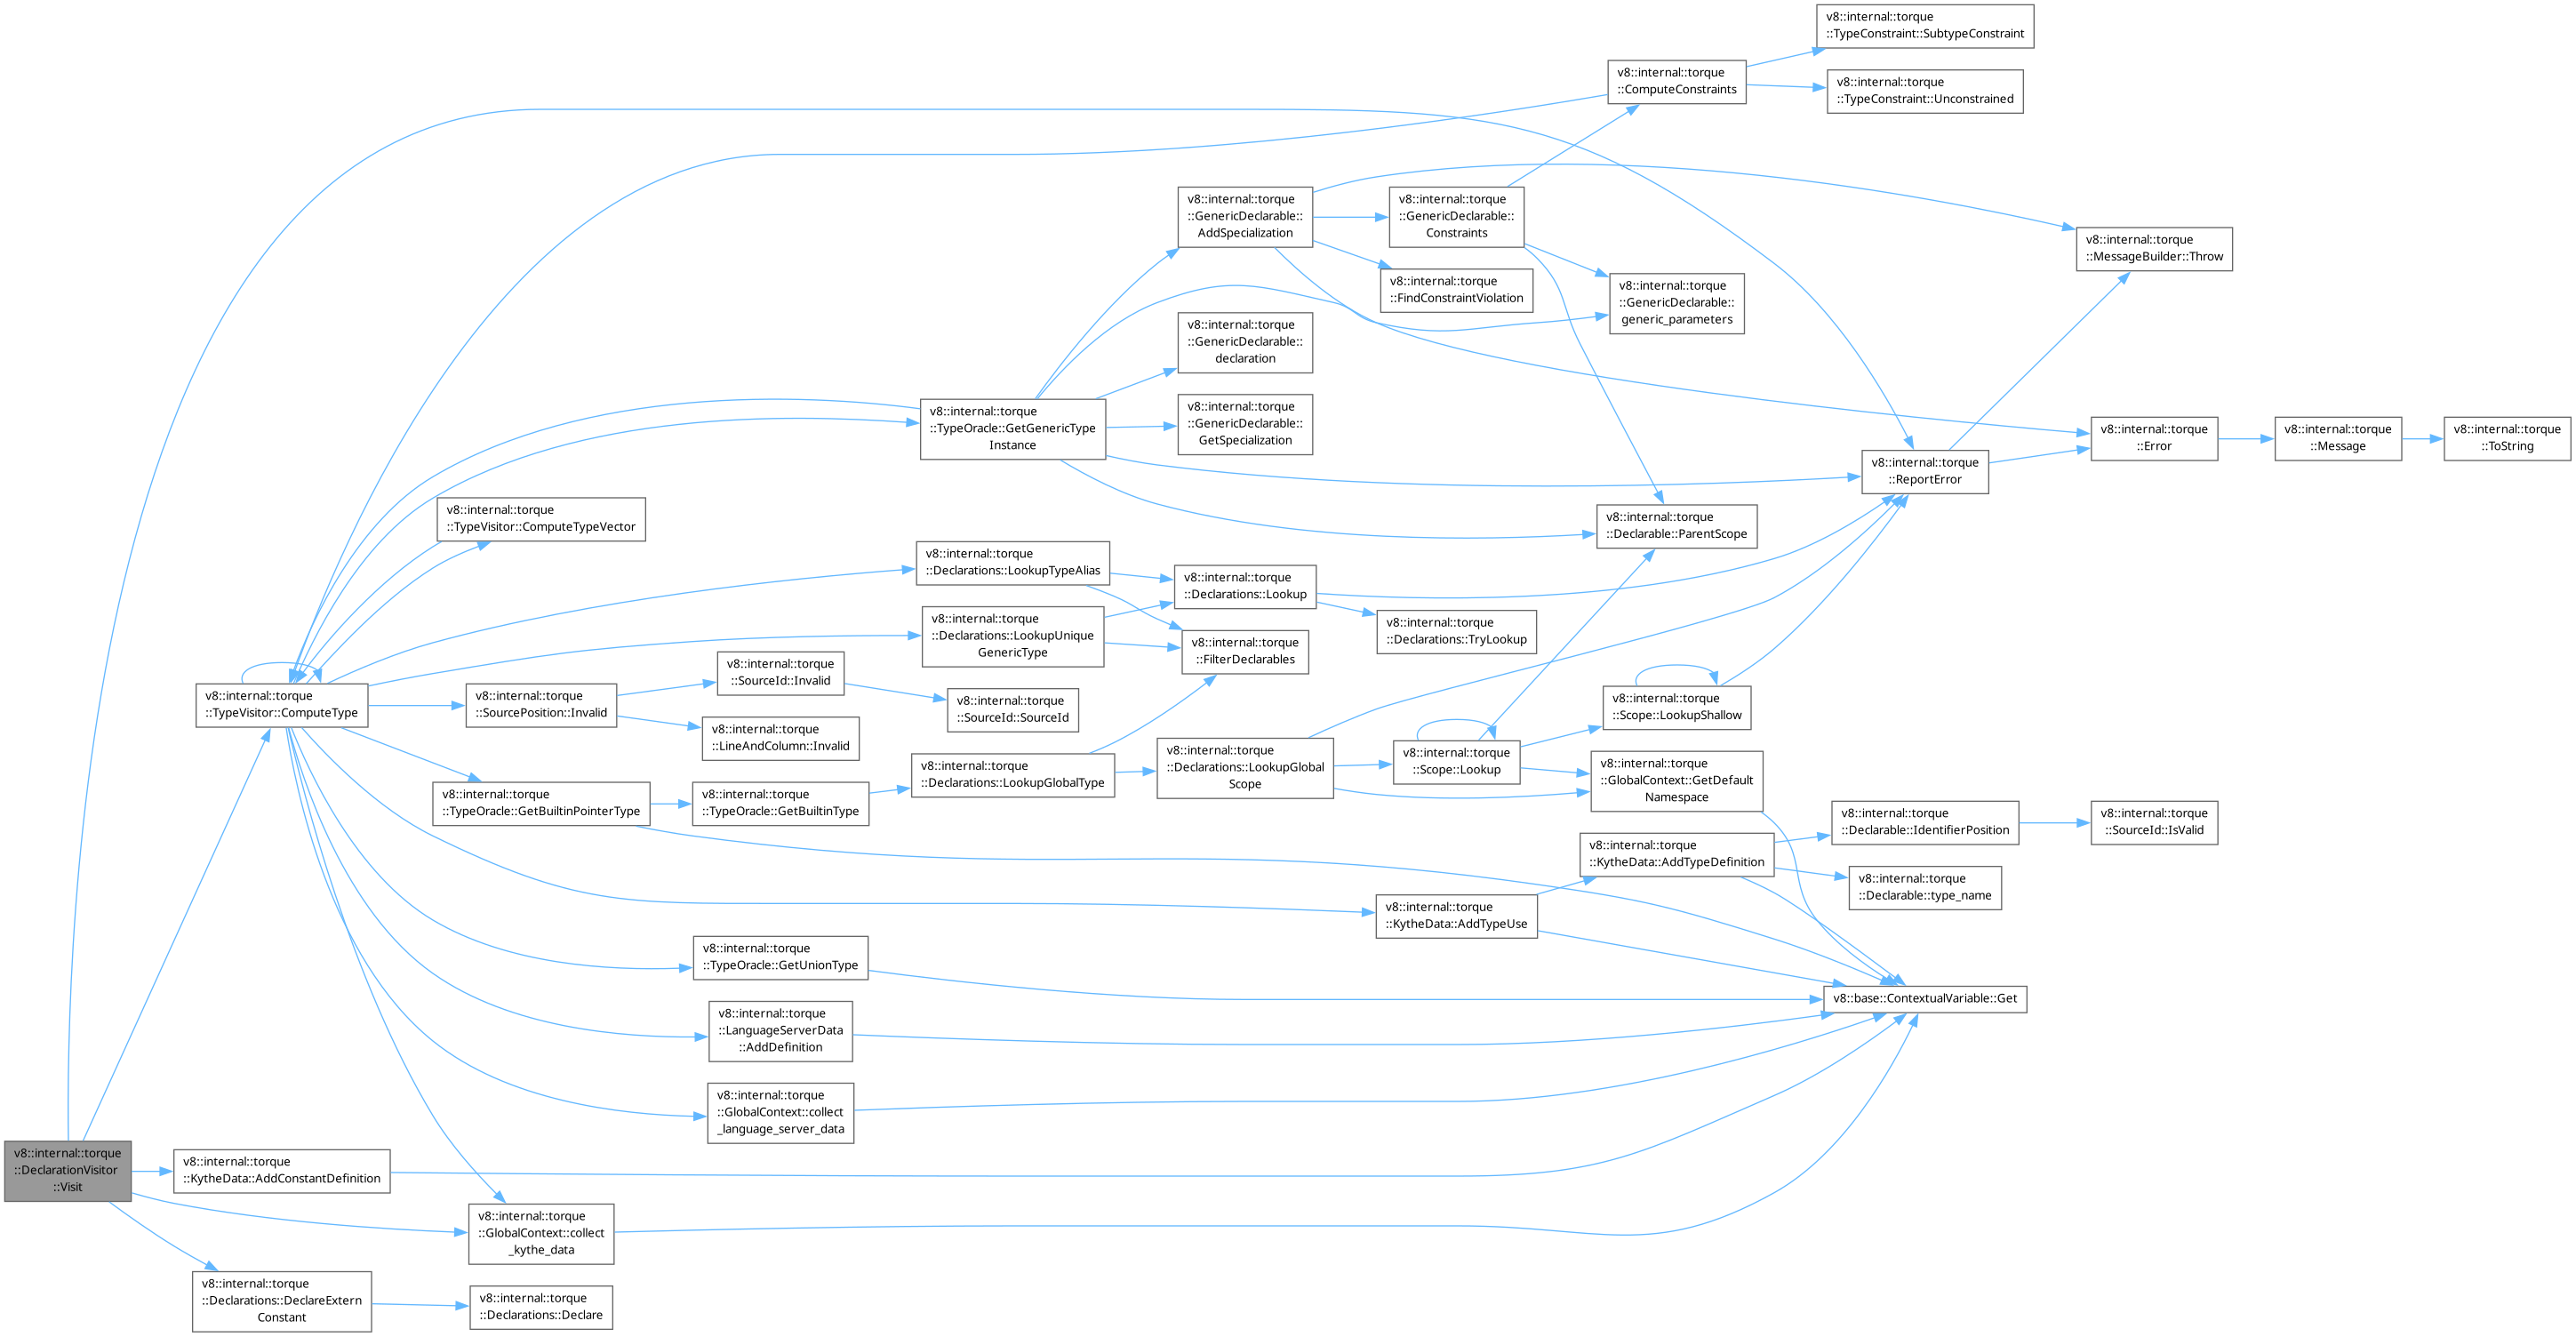 v8::internal::torque
::DeclarationVisitor
::Visit
v8::internal::torque
::TypeVisitor::ComputeType
v8::internal::torque
::KytheData::AddConstantDefinition
v8::internal::torque
::Declarations::DeclareExtern
Constant
v8::internal::torque
::TypeVisitor::ComputeTypeVector
v8::internal::torque
::SourcePosition::Invalid
v8::internal::torque
::TypeOracle::GetBuiltinPointerType
v8::internal::torque
::GlobalContext::collect
_kythe_data
v8::internal::torque
::Declarations::Declare
v8::internal::torque
::SourceId::Invalid
v8::internal::torque
::LineAndColumn::Invalid
v8::internal::torque
::TypeOracle::GetBuiltinType
v8::internal::torque
::TypeOracle::GetUnionType
v8::internal::torque
::LanguageServerData
::AddDefinition
v8::internal::torque
::GlobalContext::collect
_language_server_data
v8::internal::torque
::TypeOracle::GetGenericType
Instance
v8::internal::torque
::Declarations::LookupTypeAlias
v8::internal::torque
::Declarations::LookupUnique
GenericType
v8::internal::torque
::SourceId::SourceId
v8::internal::torque
::Declarations::LookupGlobalType
v8::internal::torque
::GenericDeclarable::
AddSpecialization
v8::internal::torque
::GenericDeclarable::
declaration
v8::internal::torque
::GenericDeclarable::
GetSpecialization
v8::internal::torque
::Declarations::Lookup
v8::internal::torque
::FilterDeclarables
v8::internal::torque
::Declarations::LookupGlobal
Scope
v8::internal::torque
::GenericDeclarable::
Constraints
v8::internal::torque
::FindConstraintViolation
v8::internal::torque
::Declarations::TryLookup
v8::internal::torque
::Scope::Lookup
v8::internal::torque
::KytheData::AddTypeUse
v8::internal::torque
::ComputeConstraints
v8::internal::torque
::GenericDeclarable::
generic_parameters
v8::internal::torque
::Declarable::ParentScope
v8::internal::torque
::Scope::LookupShallow
v8::internal::torque
::GlobalContext::GetDefault
Namespace
v8::internal::torque
::KytheData::AddTypeDefinition
v8::internal::torque
::TypeConstraint::SubtypeConstraint
v8::internal::torque
::TypeConstraint::Unconstrained
v8::internal::torque
::ReportError
v8::internal::torque
::Declarable::IdentifierPosition
v8::internal::torque
::Declarable::type_name
v8::base::ContextualVariable::Get
v8::internal::torque
::MessageBuilder::Throw
v8::internal::torque
::Error
v8::internal::torque
::SourceId::IsValid
v8::internal::torque
::Message
v8::internal::torque
::ToString